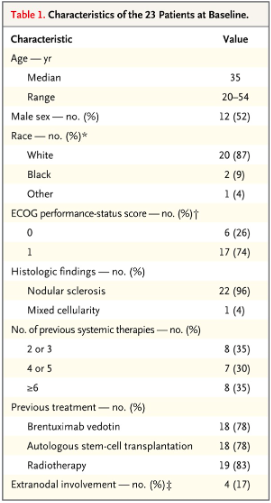 Table 1. Characteristics of the 23 Patients at Baseline.
Characteristic Value
Age — yr
Median 35
Range 20–54
Male sex — no. (%) 12 (52)
Race — no. (%)*
White 20 (87)
Black 2 (9)
Other 1 (4)
ECOG performance-status score — no. (%)†
0 6 (26)
1 17 (74)
Histologic findings — no. (%)
Nodular sclerosis 22 (96)
Mixed cellularity 1 (4)
No. of previous systemic therapies — no. (%)
2 or 3 8 (35)
4 or 5 7 (30)
≥6 8 (35)
Previous treatment — no. (%)
Brentuximab vedotin 18 (78)
Autologous stem-cell transplantation 18 (78)
Radiotherapy 19 (83)
Extranodal involvement — no. (%)‡ 4 (17)